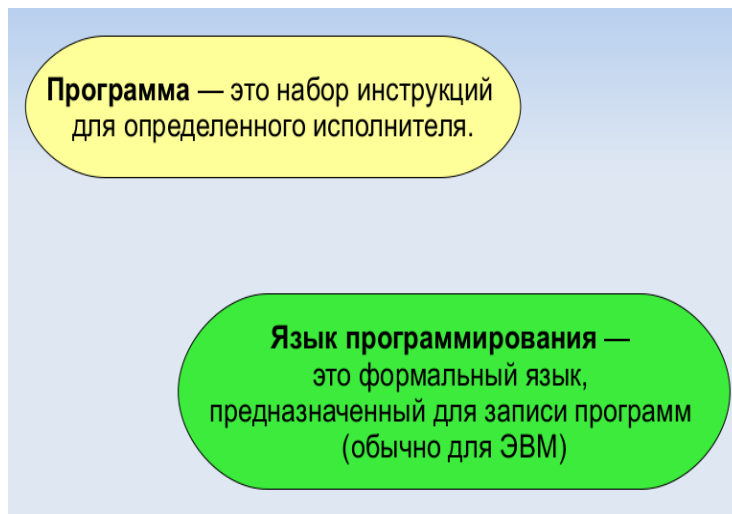 Программа — это набор инструкций
для определенного исполнителя.
Язык программирования —
это формальный язык,
предназначенный для записи программ
(обычно для ЭВМ)